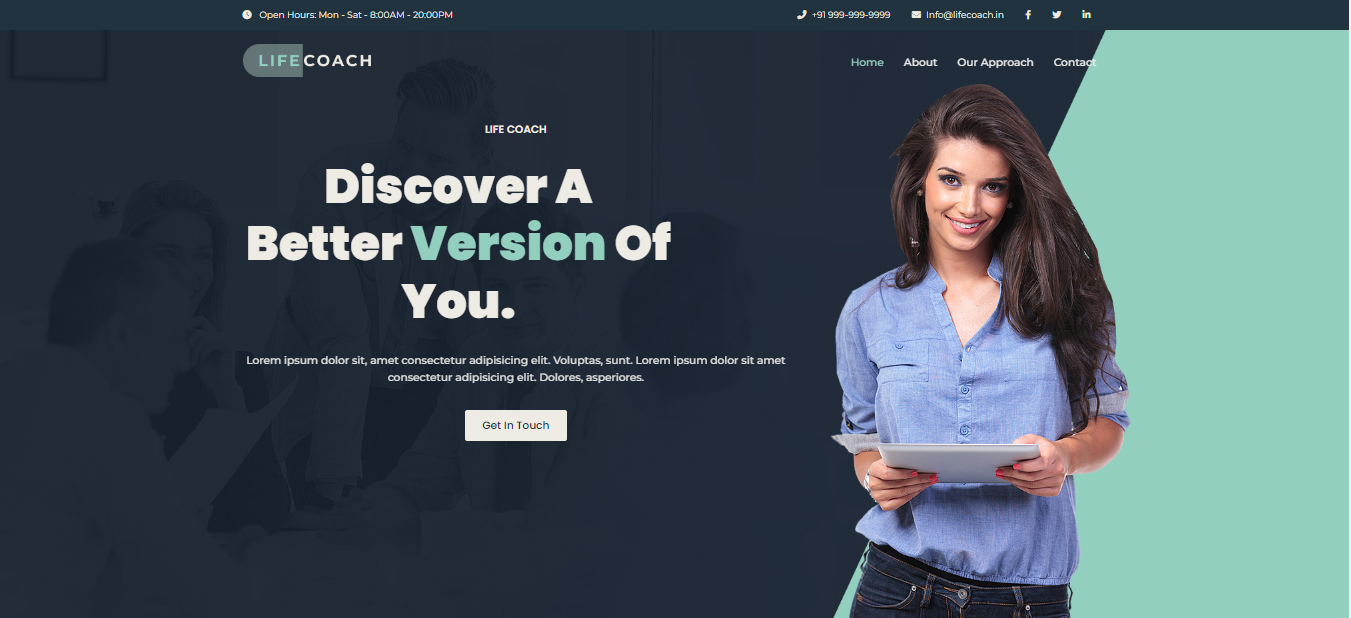 Open Hours: Mon - Sat - 8:00AM - 20:00PM
+91 999-999-9999
Info@lifecoach.in
LIFECOACH
Home
About
Our Approach
Contact
LIFE COACH
Discover A
Better Version Of
You.
Lorem ipsum dolor sit, amet consectetur adipisicing elit. Voluptas, sunt. Lorem ipsum dolor sit amet
consectetur adipisicing elit. Dolores, asperiores.
Get In Touch